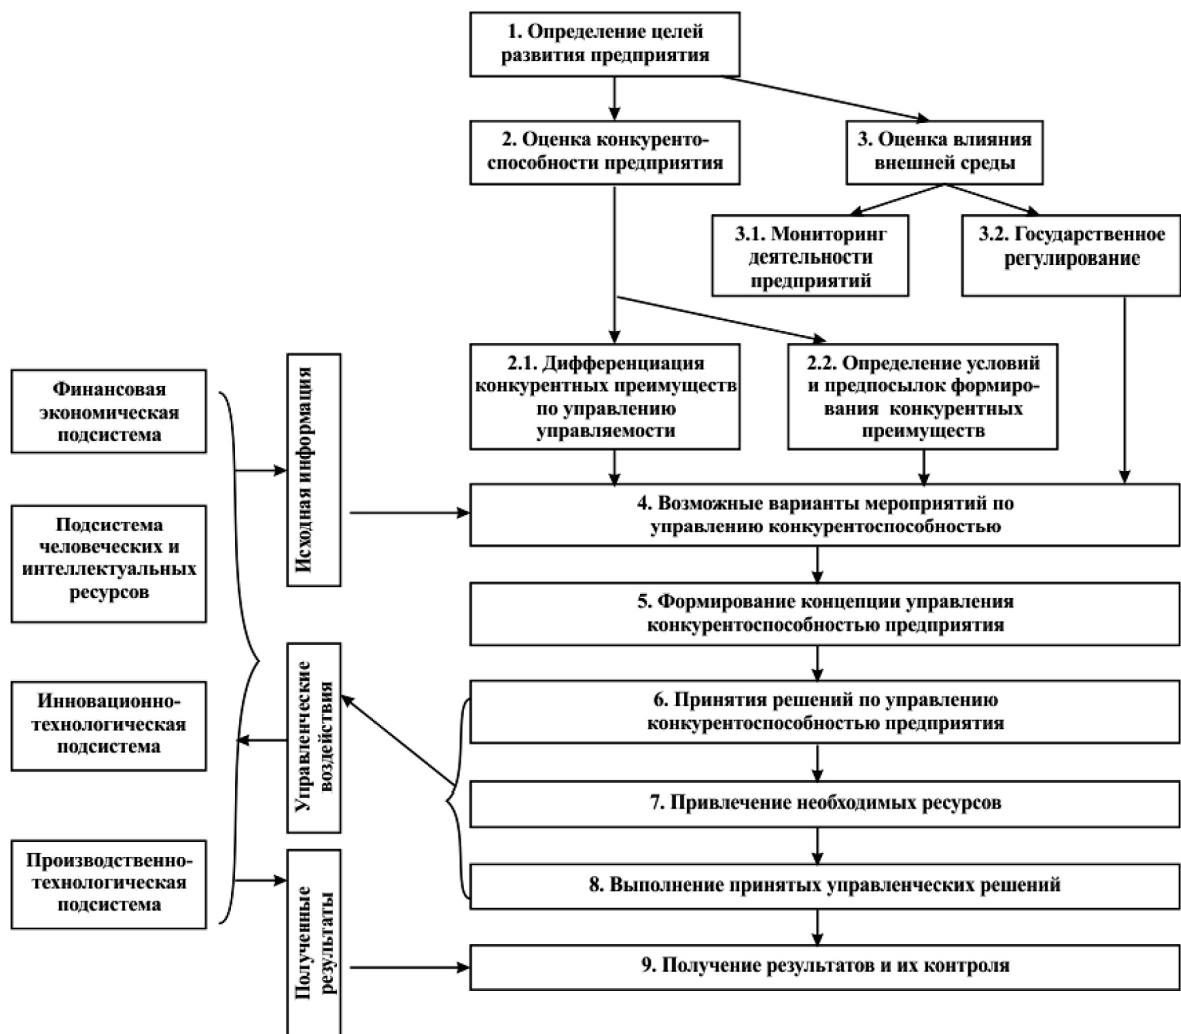 1. Определение целей
развития предприятия
2. Оценка конкуренто-
способности предприятия
3. Оценка влияния
внешней среды
3.1. Мониторинг
деятельности
предприятий
3.2. Государственное
регулирование
2.1. Дифференциация
конкурентных преимуществ
по управлению
управляемости
2.2. Определение условий
и предпосылок формиро-
вания конкурентных
преимуществ
Финансовая
экономическая
подсистема
Подсистема
человеческих и
интеллектуальных
ресурсов
Инновационно-
технологическая
подсистема
Производственно-
технологическая
подсистема
Исходная информация
Управленческие
воздействия
Полученные
результаты
4. Возможные варианты мероприятий по
управлению конкурентоспособностью
5. Формирование концепции управления
конкурентоспособностью предприятия
6. Принятия решений по управлению
конкурентоспособностью предприятия
7. Привлечение необходимых ресурсов
8. Выполнение принятых управленческих решений
9. Получение результатов и их контроля